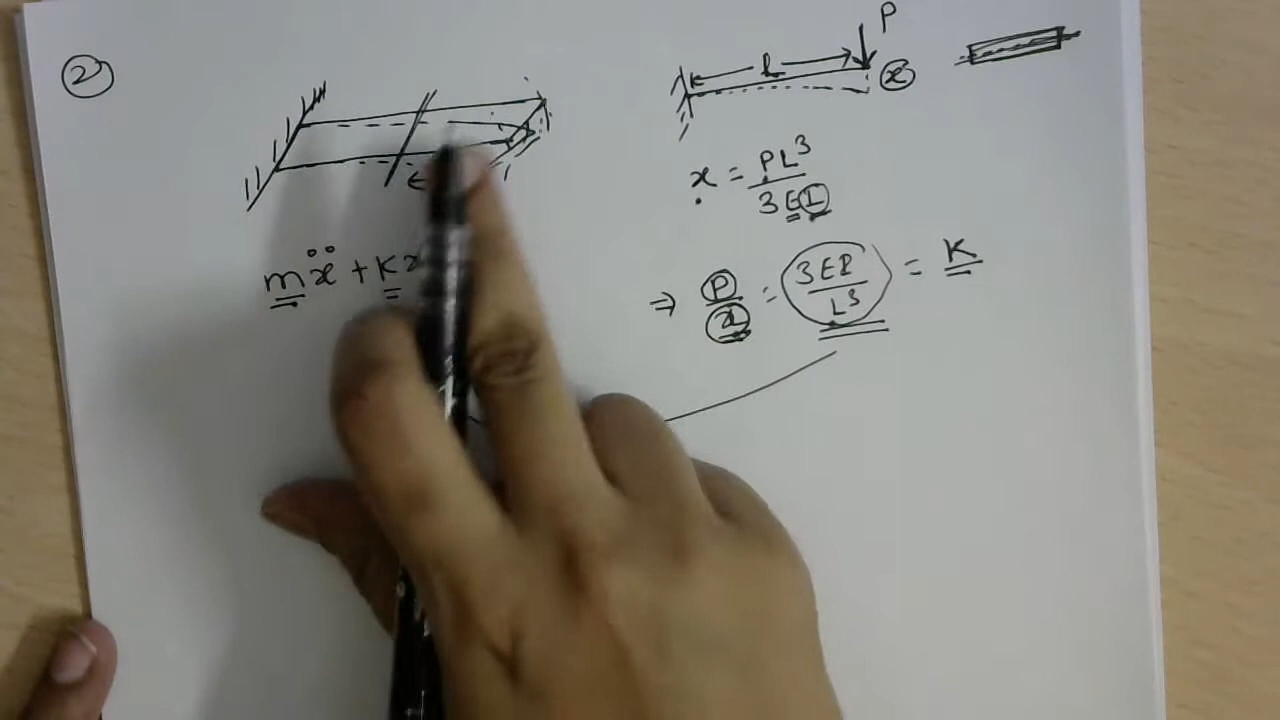 2
P
L
x
x = PL³ / 3EI
mẍ + Kx
⇒ P/x = 3EI/L³ = K